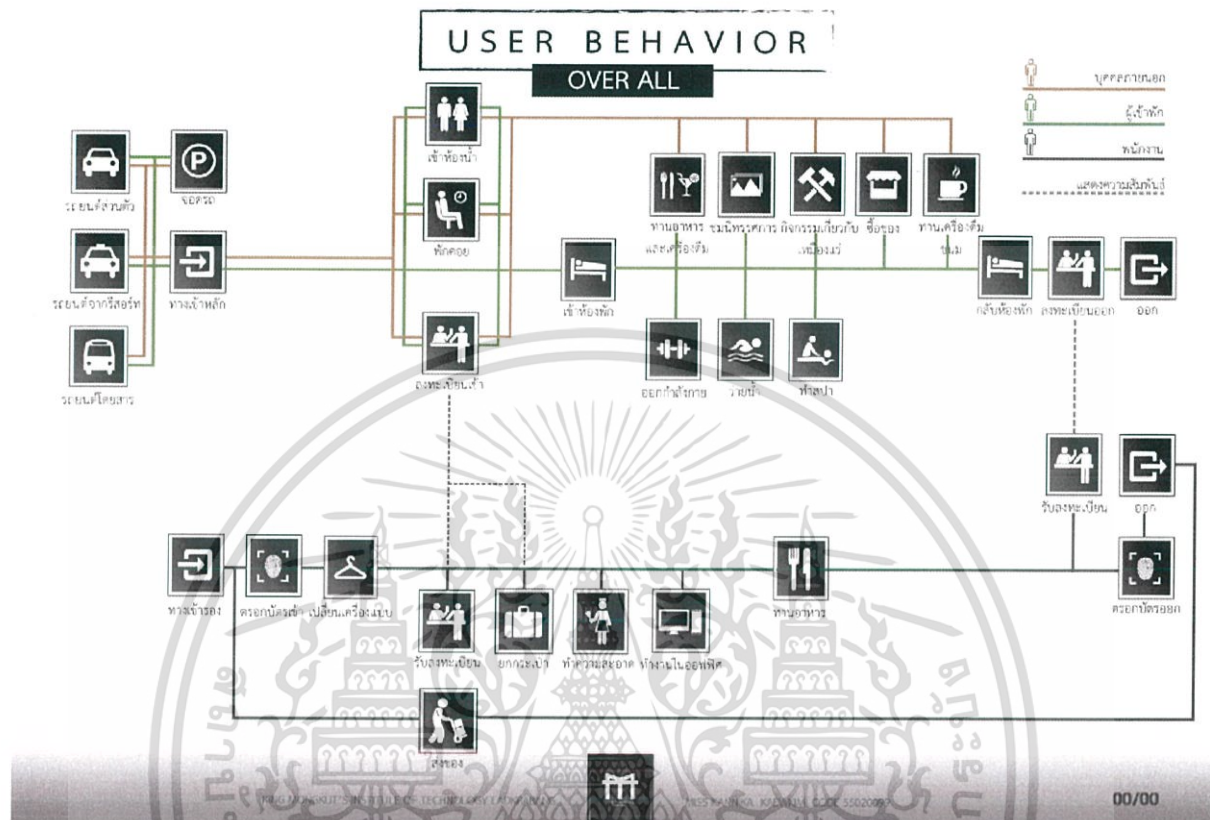 USER BEHAVIOR
OVER ALL
บุคคลภายนอก
ผู้เข้าพัก
พนักงาน
แสดงความสัมพันธ์
รถยนต์ส่วนตัว
จอดรถ
รถยนต์จากรีสอร์ท
ทางเข้าหลัก
รถยนต์โดยสาร
เข้าห้องน้ำ
พักคอย
ลงทะเบียนเข้า
เข้าห้องพัก
ทานอาหาร
และเครื่องดื่ม
ชมนิทรรศการ
กิจกรรมเกี่ยวกับ
เหมืองแร่
ซื้อของ
ทานเครื่องดื่ม
ขนม
ออกกำลังกาย
ว่ายน้ำ
ทำสปา
กลับห้องพัก
ลงทะเบียนออก
ออก
รับลงทะเบียน
ออก
ทางเข้ารอง
ตรอกบัตรเข้า
เปลี่ยนเครื่องแบบ
รับลงทะเบียน
ยกกระเป๋า
ทำความสะอาด
ทำงานในออฟฟิศ
ทานอาหาร
ตรอกบัตรออก
ส่งของ
KING MONGKUT'S INSTITUTE OF TECHNOLOGY LADKRABANG
00/00